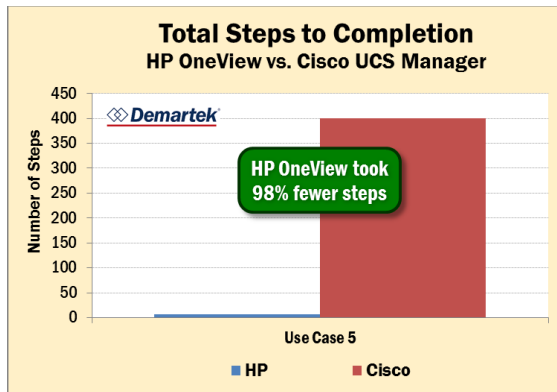 Total Steps to Completion
HP OneView vs. Cisco UCS Manager
Demartek
Number of Steps
450
400
350
300
250
200
150
100
50
0
HP OneView took
98% fewer steps
Use Case 5
HP
Cisco